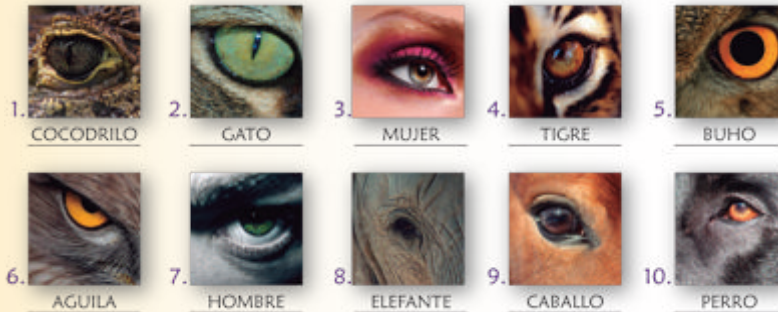 1. COCODRILO
2. GATO
3. MUJER
4. TIGRE
5. BUHO
6. AGUILA
7. HOMBRE
8. ELEFANTE
9. CABALLO
10. PERRO